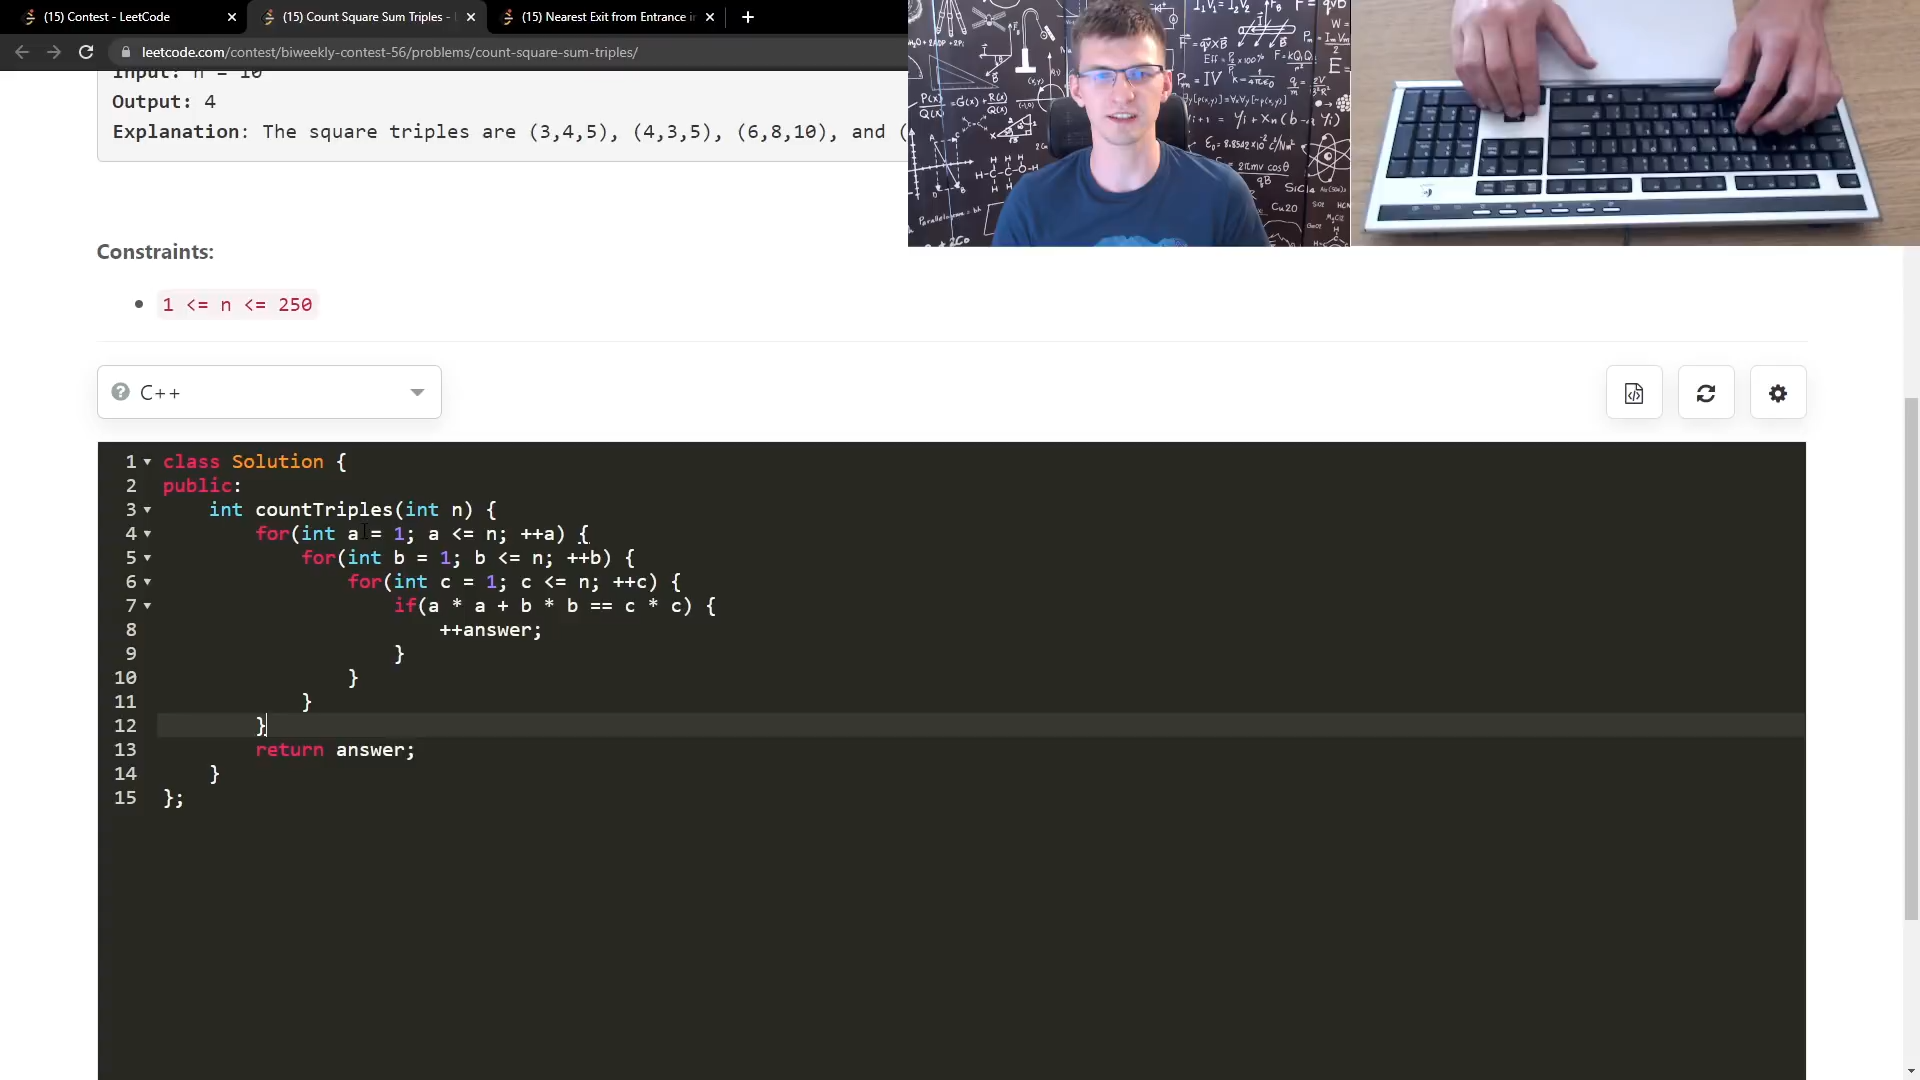 (15) Contest - LeetCode
(15) Count Square Sum Triples -
(15) Nearest Exit from Entrance i
leetcode.com/contest/biweekly-contest-56/problems/count-square-sum-triples/
Input: n = 10
Output: 4
Explanation: The square triples are (3,4,5), (4,3,5), (6,8,10), and (
Constraints:
1 <= n <= 250
C++
1 class Solution {
2 public:
3 int countTriples(int n) {
4 for(int a = 1; a <= n; ++a) {
5 for(int b = 1; b <= n; ++b) {
6 for(int c = 1; c <= n; ++c) {
7 if(a * a + b * b == c * c) {
8 ++answer;
9 }
10 }
11 }
12 }
13 return answer;
14 }
15 };